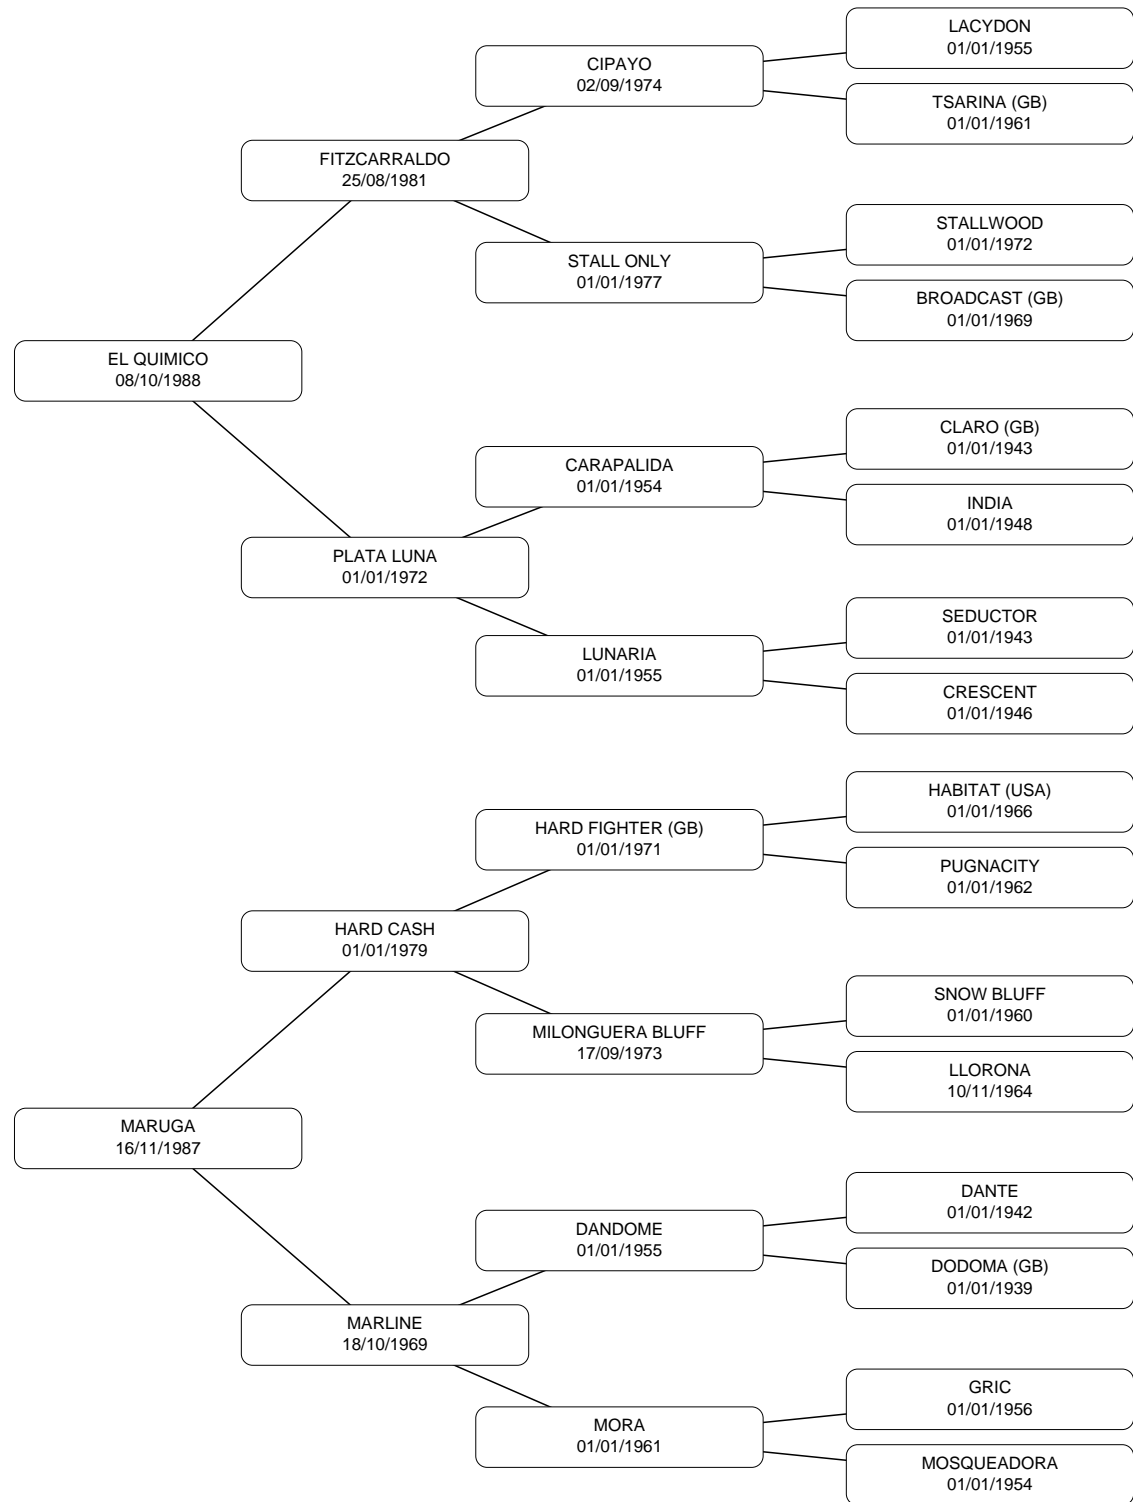 LACYDON
01/01/1955
CIPAYO
02/09/1974
TSARINA (GB)
01/01/1961
FITZCARRALDO
25/08/1981
STALLWOOD
01/01/1972
STALL ONLY
01/01/1977
BROADCAST (GB)
01/01/1969
EL QUIMICO
08/10/1988
CLARO (GB)
01/01/1943
CARAPALIDA
01/01/1954
INDIA
01/01/1948
PLATA LUNA
01/01/1972
SEDUCTOR
01/01/1943
LUNARIA
01/01/1955
CRESCENT
01/01/1946
HABITAT (USA)
01/01/1966
HARD FIGHTER (GB)
01/01/1971
PUGNACITY
01/01/1962
HARD CASH
01/01/1979
SNOW BLUFF
01/01/1960
MILONGUERA BLUFF
17/09/1973
LLORONA
10/11/1964
MARUGA
16/11/1987
DANTE
01/01/1942
DANDOME
01/01/1955
DODOMA (GB)
01/01/1939
MARLINE
18/10/1969
GRIC
01/01/1956
MORA
01/01/1961
MOSQUEADORA
01/01/1954